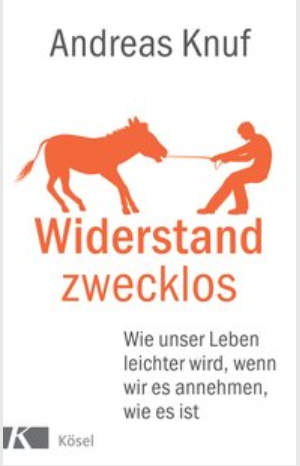 Andreas Knuf
Widerstand
zwecklos
Wie unser Leben
leichter wird, wenn
wir es annehmen,
wie es ist
K Kösel